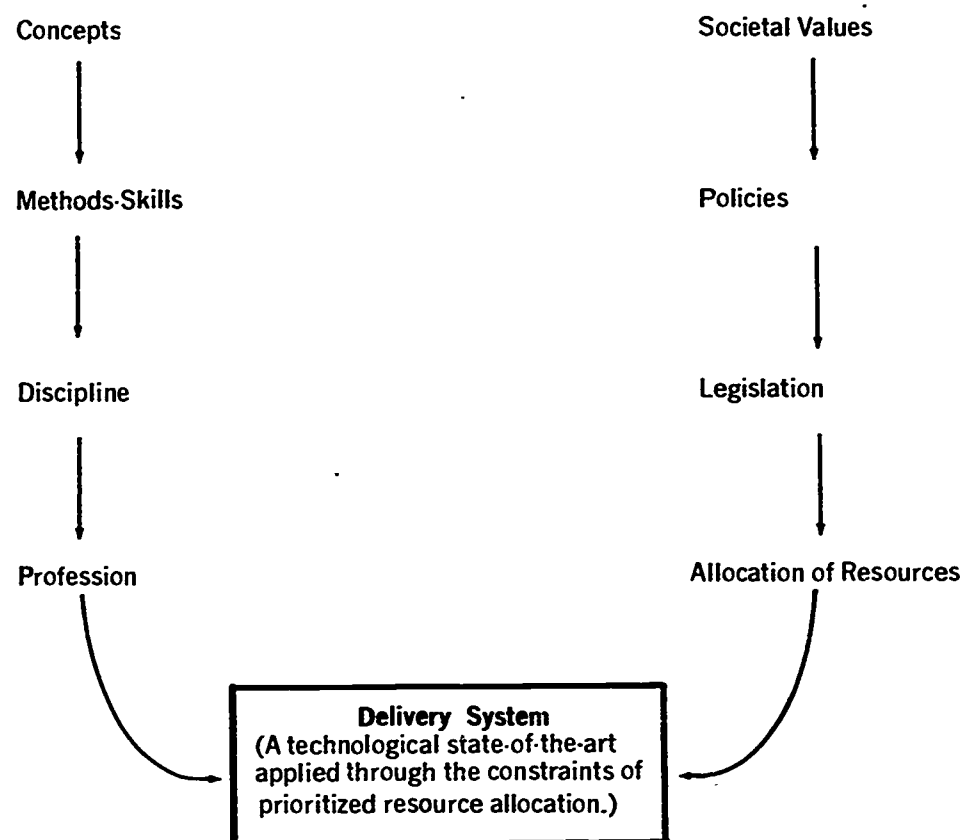 Concepts
Societal Values
Methods-Skills
Policies
Discipline
Legislation
Profession
Allocation of Resources
Delivery System
(A technological state-of-the-art
applied through the constraints of
prioritized resource allocation.)